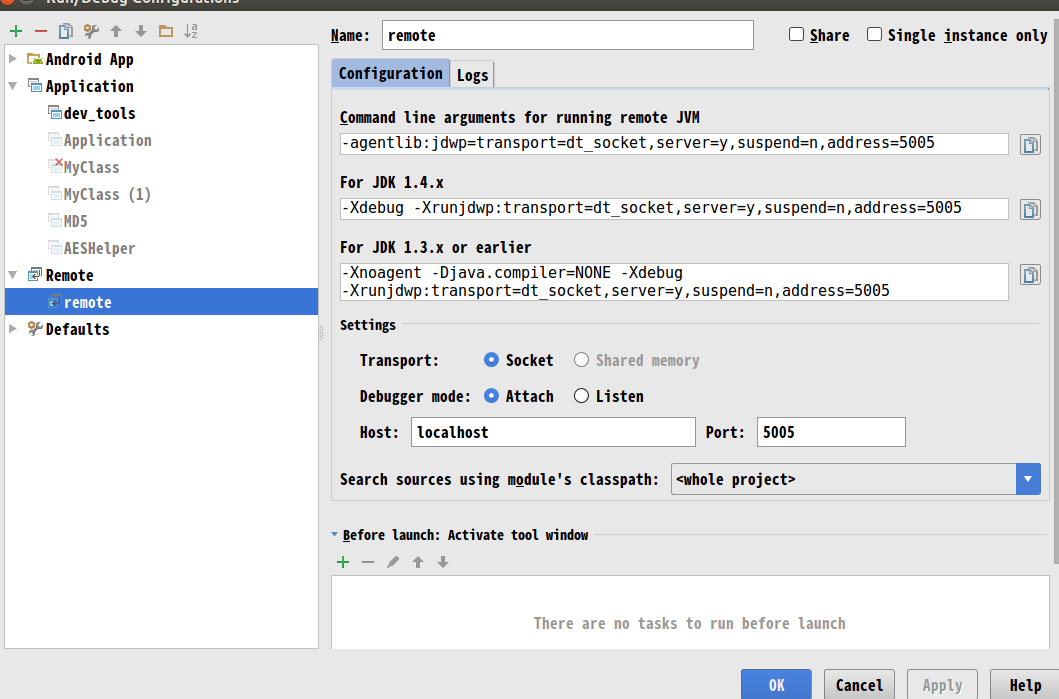 Run/Debug Configurations
Name: remote
Share
Single instance only
Android App
Application
dev_tools
Application
MyClass
MyClass (1)
MD5
AESHelper
Remote
remote
Defaults
Configuration
Logs
Command line arguments for running remote JVM
-agentlib:jdwp=transport=dt_socket,server=y,suspend=n,address=5005
For JDK 1.4.x
-Xdebug -Xrunjdwp:transport=dt_socket,server=y,suspend=n,address=5005
For JDK 1.3.x or earlier
-Xnoagent -Djava.compiler=NONE -Xdebug
-Xrunjdwp:transport=dt_socket,server=y,suspend=n,address=5005
Settings
Transport: Socket Shared memory
Debugger mode: Attach Listen
Host: localhost Port: 5005
Search sources using module's classpath: <whole project>
Before launch: Activate tool window
There are no tasks to run before launch
OK Cancel Apply Help